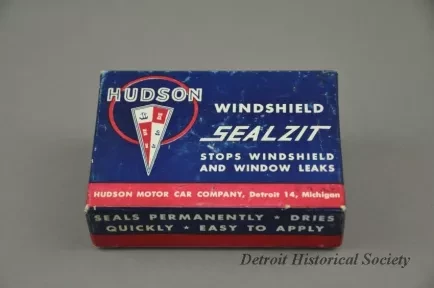 HUDSON
WINDSHIELD
SEALZIT
STOPS WINDSHIELD
AND WINDOW LEAKS
HUDSON MOTOR CAR COMPANY, Detroit 14, Michigan
SEALS PERMANENTLY • DRIES
QUICKLY • EASY TO APPLY
Detroit Historical Society